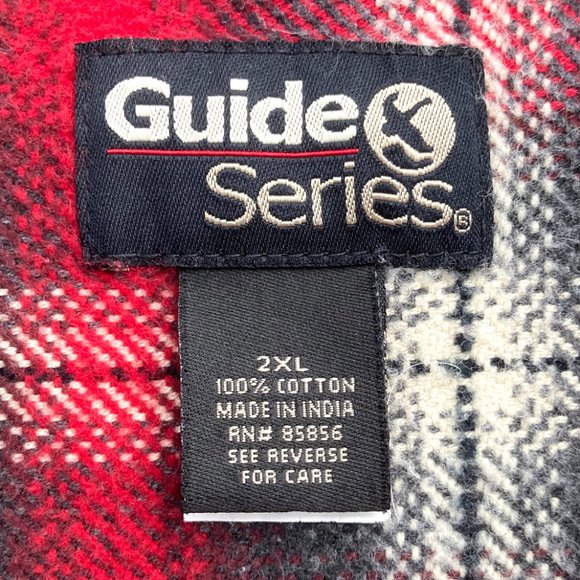 Guide
Series®
2XL
100% COTTON
MADE IN INDIA
RN# 85856
SEE REVERSE
FOR CARE